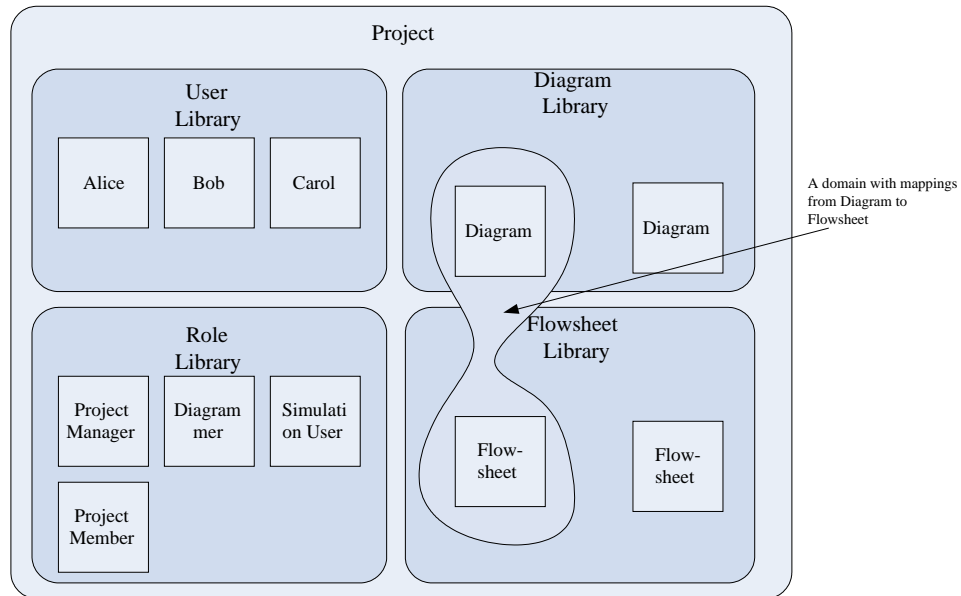 Project
User
Library
Alice
Bob
Carol
Diagram
Library
Diagram
Diagram
A domain with mappings
from Diagram to
Flowsheet
Role
Library
Project
Manager
Diagram
mer
Simulati
on User
Project
Member
Flowsheet
Library
Flow-
sheet
Flow-
sheet